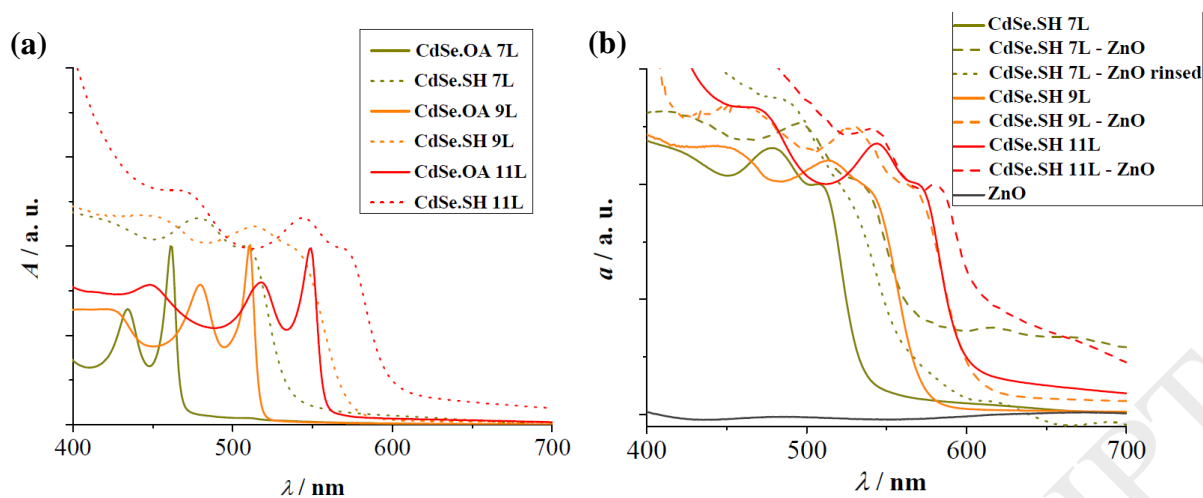 (a)
CdSe.OA 7L
CdSe.SH 7L
CdSe.OA 9L
CdSe.SH 9L
CdSe.OA 11L
CdSe.SH 11L
A / a. u.
400 500 600 700
λ / nm
(b)
CdSe.SH 7L
CdSe.SH 7L - ZnO
CdSe.SH 7L - ZnO rinsed
CdSe.SH 9L
CdSe.SH 9L - ZnO
CdSe.SH 11L
CdSe.SH 11L - ZnO
ZnO
a / a. u.
400 500 600 700
λ / nm